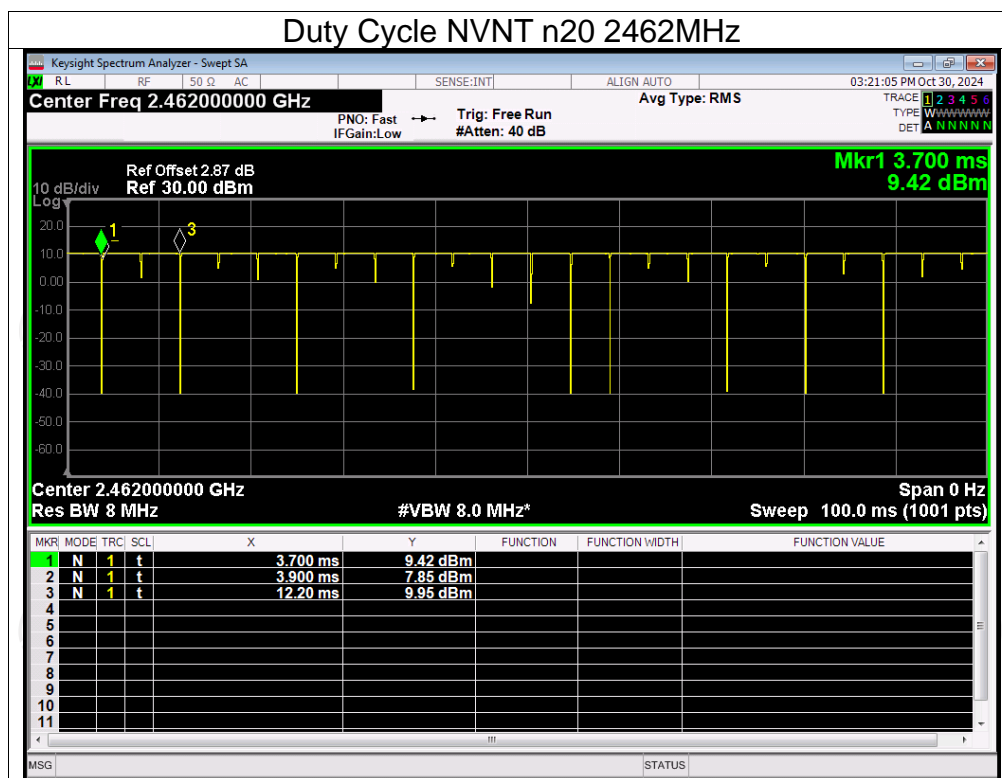 Duty Cycle NVNT n20 2462MHz
Keysight Spectrum Analyzer - Swept SA
LXI RL RF 50 Ω AC SENSE:INT ALIGN AUTO 03:21:05 PM Oct 30, 2024
Center Freq 2.462000000 GHz Avg Type: RMS TRACE 1 2 3 4 5 6
PNO: Fast Trig: Free Run TYPE WWWWWW
IFGain:Low #Atten: 40 dB DET A N N N N N
Mkr1 3.700 ms
Ref Offset 2.87 dB
10 dB/div Ref 30.00 dBm 9.42 dBm
Log
20.0
1 3
10.0
0.00
-10.0
-20.0
-30.0
-40.0
-50.0
-60.0
Center 2.462000000 GHz Span 0 Hz
Res BW 8 MHz #VBW 8.0 MHz* Sweep 100.0 ms (1001 pts)
MKR MODE TRC SCL X Y FUNCTION FUNCTION WIDTH FUNCTION VALUE
1 N 1 t 3.700 ms 9.42 dBm
2 N 1 t 3.900 ms 7.85 dBm
3 N 1 t 12.20 ms 9.95 dBm
4
5
6
7
8
9
10
11
MSG STATUS